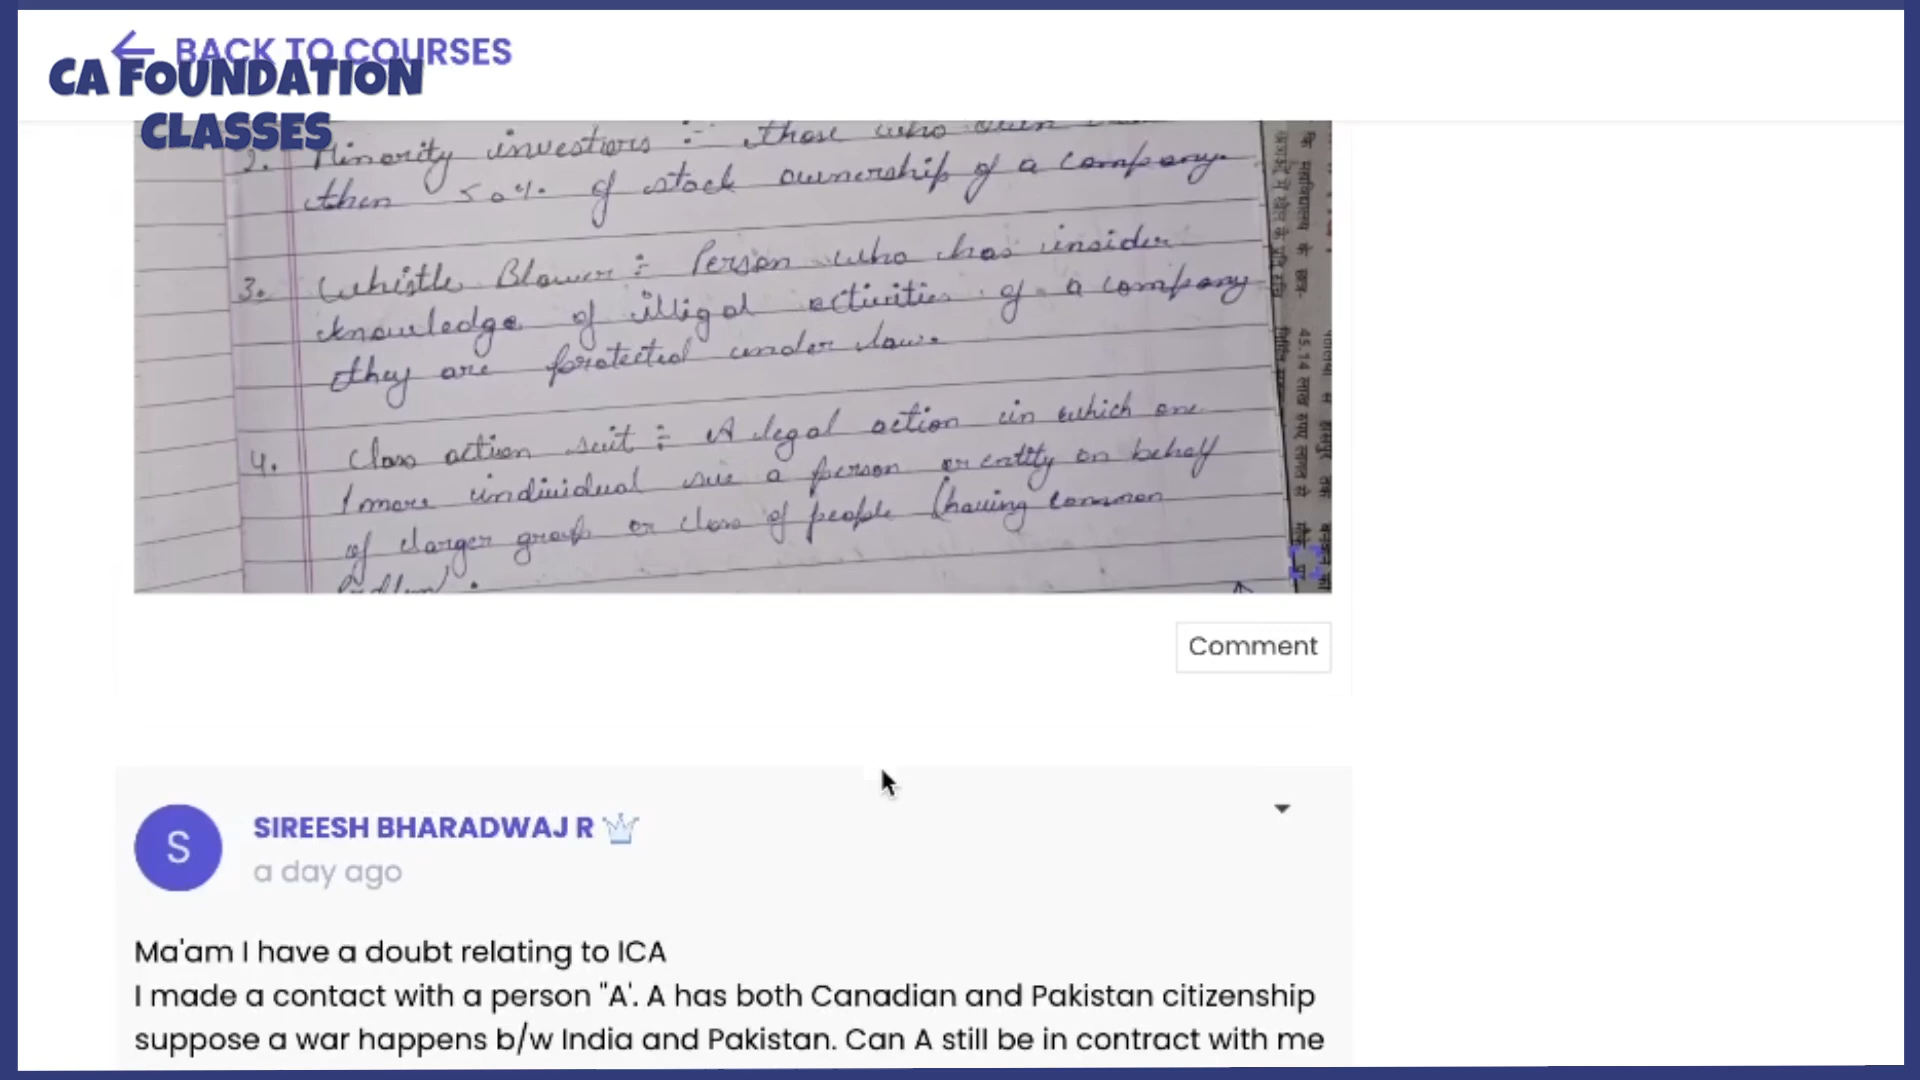 BACK TO COURSES
CA FOUNDATION
CLASSES
2. Minority investors :- those who own
then 50% of stock ownership of a company.
3. Whistle Blower : Person who has insider
knowledge of illigal activities of a company
they are protected under law.
4. Class action suit : A legal action in which one
/ more individual sue a person or entity on behalf
of larger group or class of people (having common
Comment
S
SIREESH BHARADWAJ R
a day ago
Ma'am I have a doubt relating to ICA
I made a contact with a person "A'. A has both Canadian and Pakistan citizenship
suppose a war happens b/w India and Pakistan. Can A still be in contract with me